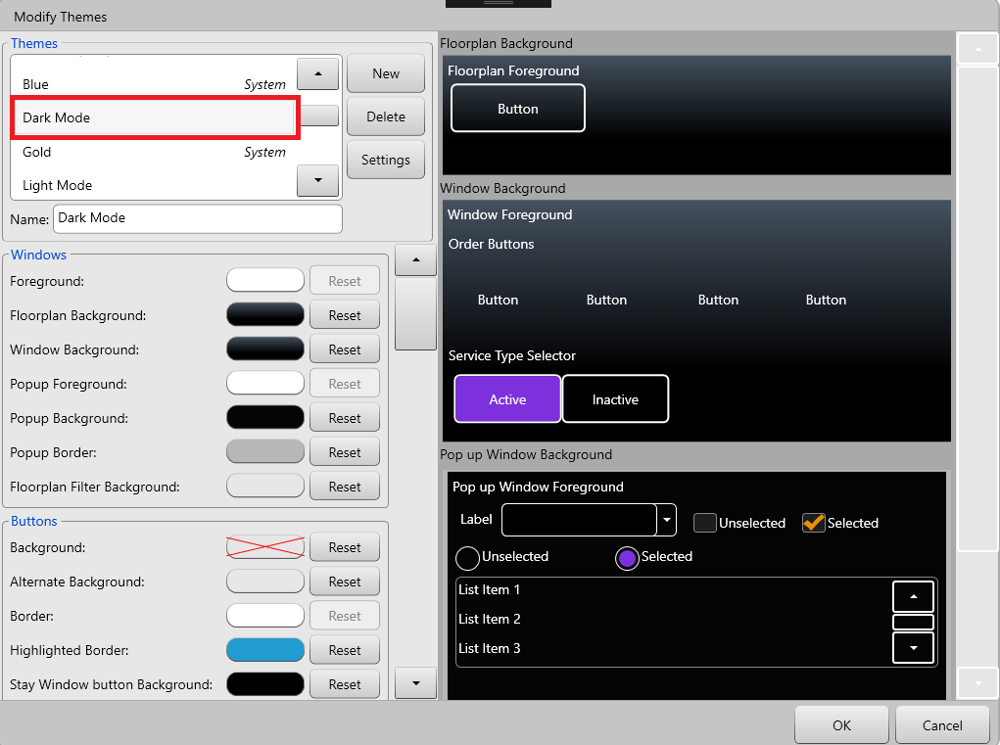 Modify Themes
Themes
Blue System
Dark Mode
Gold System
Light Mode
New
Delete
Settings
Name: Dark Mode
Windows
Foreground: Reset
Floorplan Background: Reset
Window Background: Reset
Popup Foreground: Reset
Popup Background: Reset
Popup Border: Reset
Floorplan Filter Background: Reset
Buttons
Background: Reset
Alternate Background: Reset
Border: Reset
Highlighted Border: Reset
Stay Window button Background: Reset
Floorplan Background
Floorplan Foreground
Button
Window Background
Window Foreground
Order Buttons
Button Button Button Button
Service Type Selector
Active Inactive
Pop up Window Background
Pop up Window Foreground
Label Unselected Selected
Unselected Selected
List Item 1
List Item 2
List Item 3
OK Cancel